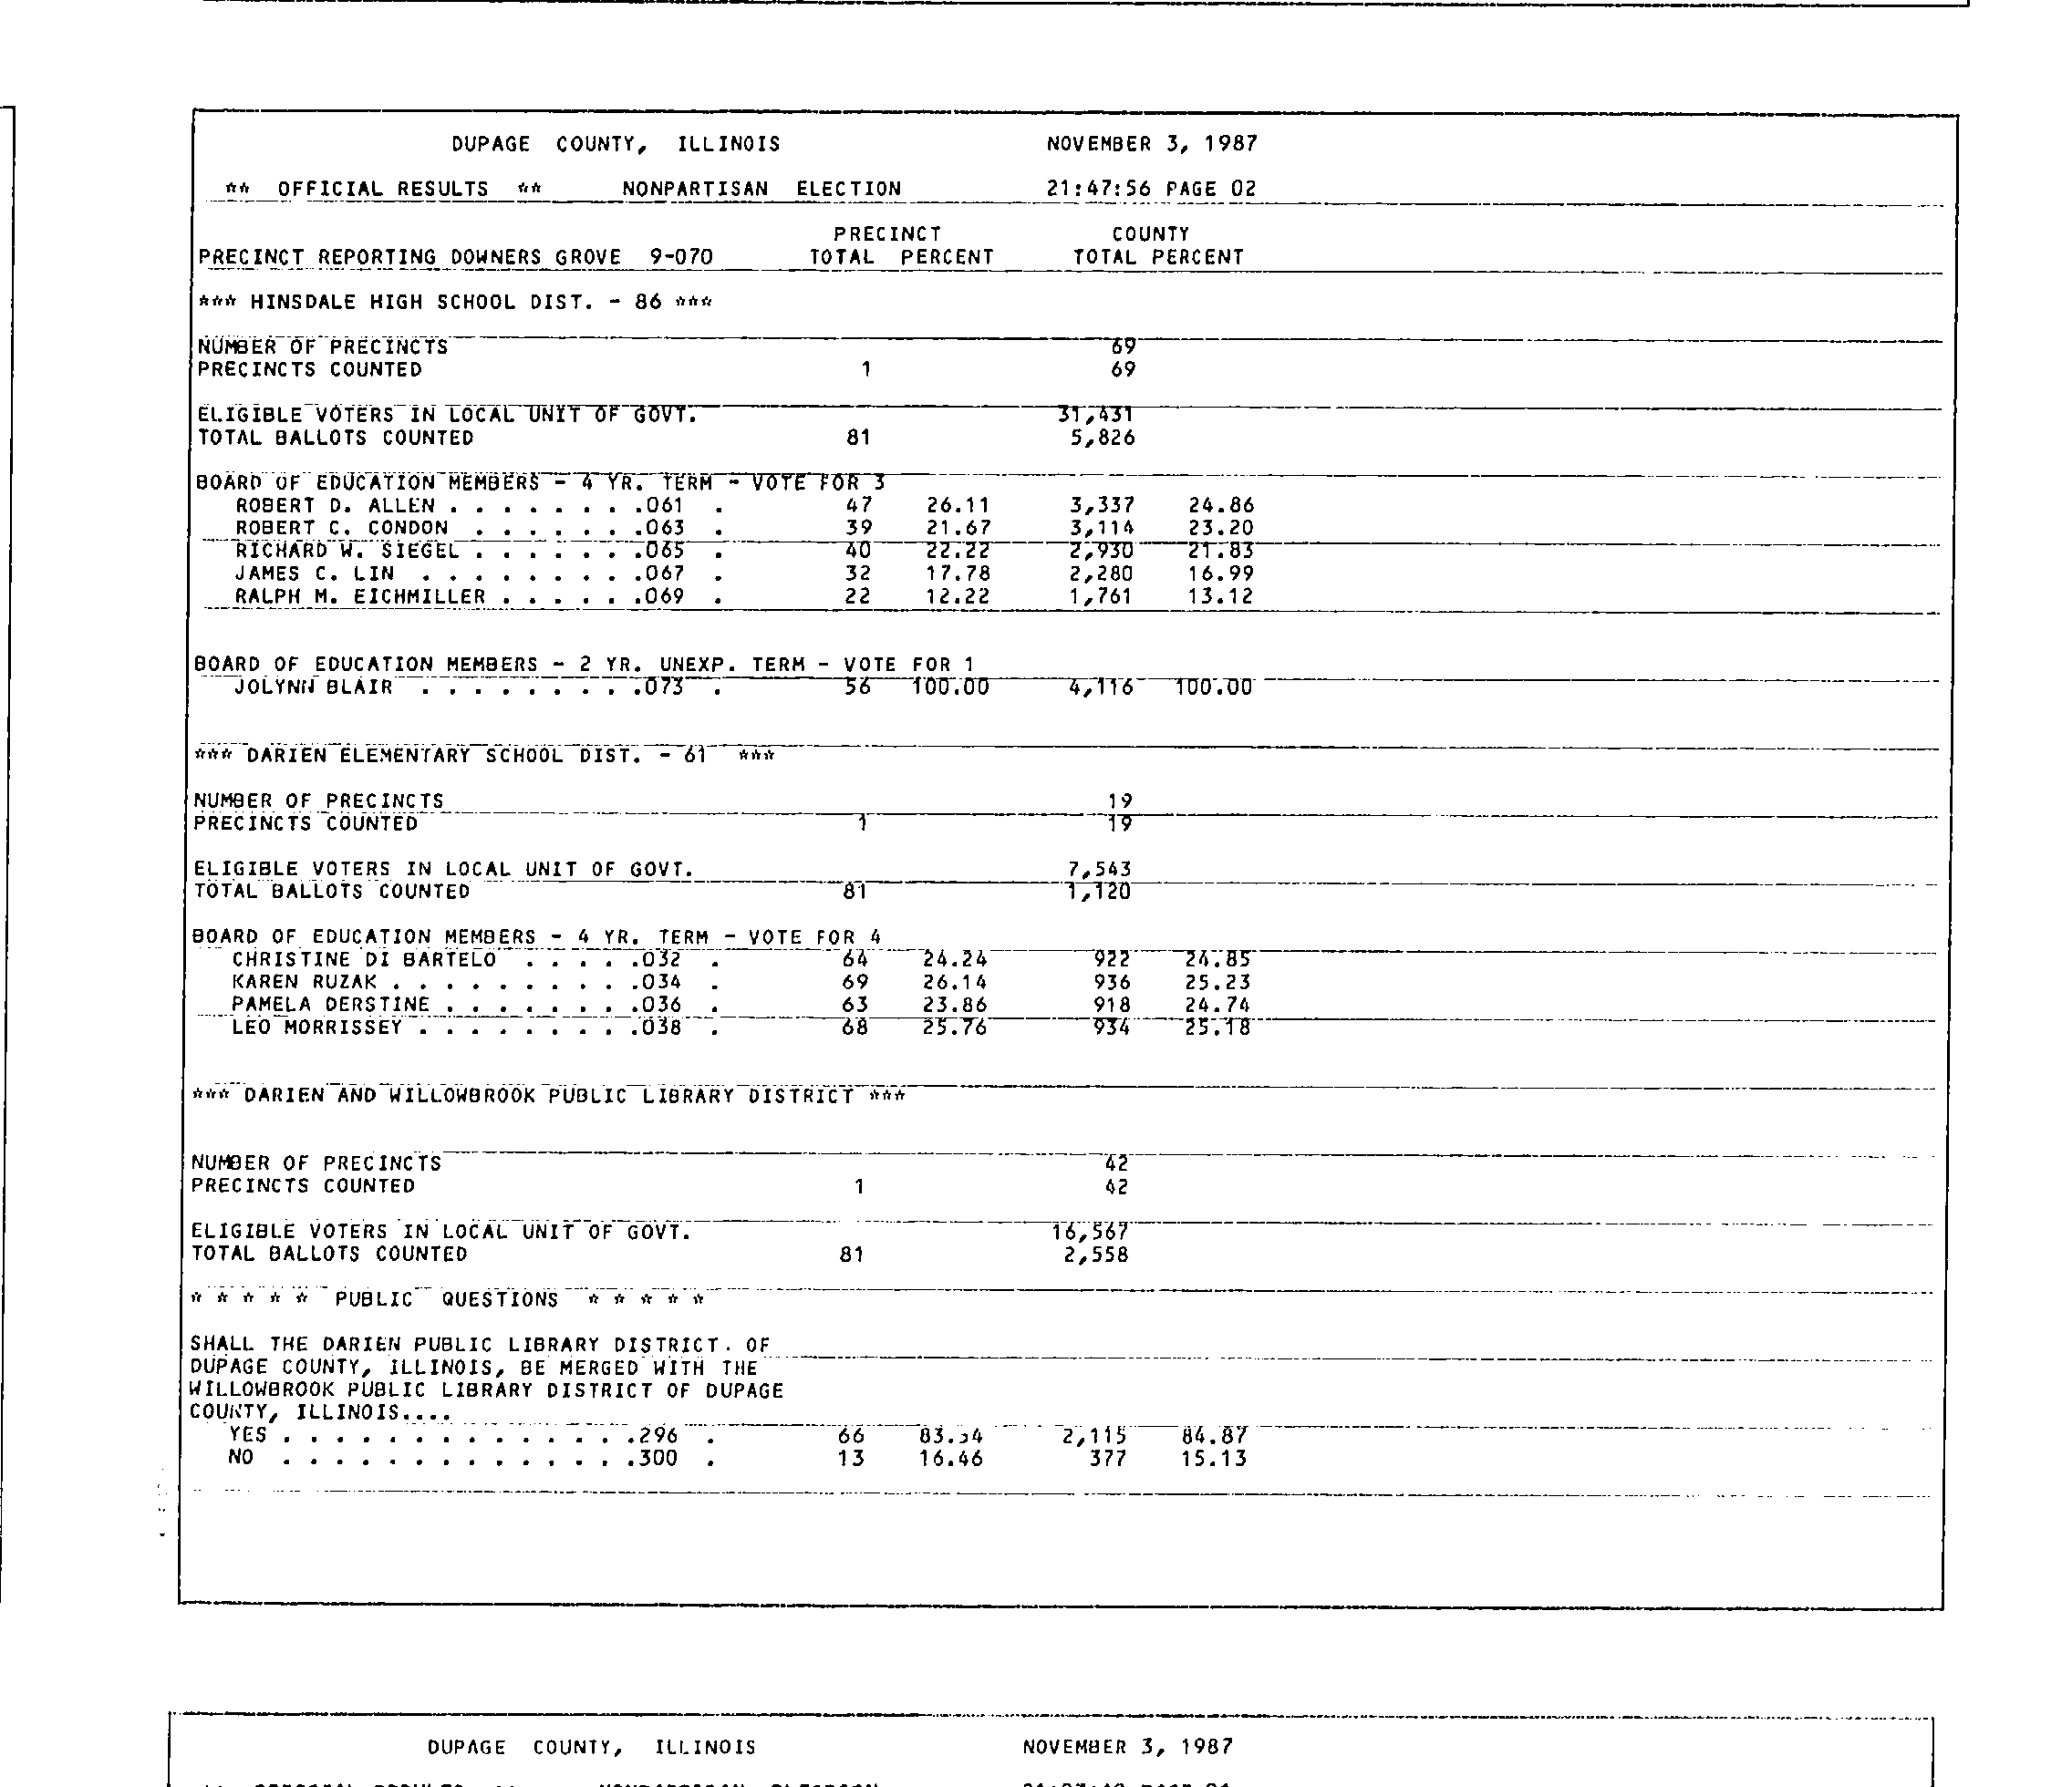 DUPAGE COUNTY, ILLINOIS NOVEMBER 3, 1987
** OFFICIAL RESULTS ** NONPARTISAN ELECTION 21:47:56 PAGE 02
PRECINCT COUNTY
PRECINCT REPORTING DOWNERS GROVE 9-070 TOTAL PERCENT TOTAL PERCENT
*** HINSDALE HIGH SCHOOL DIST. - 86 ***
NUMBER OF PRECINCTS 69
PRECINCTS COUNTED 1 69
ELIGIBLE VOTERS IN LOCAL UNIT OF GOVT. 31,431
TOTAL BALLOTS COUNTED 81 5,826
BOARD OF EDUCATION MEMBERS - 4 YR. TERM - VOTE FOR 3
ROBERT D. ALLEN . . . . . . . .061 . 47 26.11 3,337 24.86
ROBERT C. CONDON . . . . . . .063 . 39 21.67 3,114 23.20
RICHARD W. SIEGEL . . . . . . .065 . 40 22.22 2,930 21.83
JAMES C. LIN . . . . . . . . .067 . 32 17.78 2,280 16.99
RALPH M. EICHMILLER . . . . . .069 . 22 12.22 1,761 13.12
BOARD OF EDUCATION MEMBERS - 2 YR. UNEXP. TERM - VOTE FOR 1
JOLYNN BLAIR . . . . . . . . .073 . 56 100.00 4,116 100.00
*** DARIEN ELEMENTARY SCHOOL DIST. - 61 ***
NUMBER OF PRECINCTS 19
PRECINCTS COUNTED 1 19
ELIGIBLE VOTERS IN LOCAL UNIT OF GOVT. 7,543
TOTAL BALLOTS COUNTED 81 1,120
BOARD OF EDUCATION MEMBERS - 4 YR. TERM - VOTE FOR 4
CHRISTINE DI BARTELO . . . . .032 . 64 24.24 922 24.85
KAREN RUZAK . . . . . . . . . .034 . 69 26.14 936 25.23
PAMELA DERSTINE . . . . . . . .036 . 63 23.86 918 24.74
LEO MORRISSEY . . . . . . . . .038 . 68 25.76 934 25.18
*** DARIEN AND WILLOWBROOK PUBLIC LIBRARY DISTRICT ***
NUMBER OF PRECINCTS 42
PRECINCTS COUNTED 1 42
ELIGIBLE VOTERS IN LOCAL UNIT OF GOVT. 16,567
TOTAL BALLOTS COUNTED 81 2,558
* * * * * PUBLIC QUESTIONS * * * * *
SHALL THE DARIEN PUBLIC LIBRARY DISTRICT. OF
DUPAGE COUNTY, ILLINOIS, BE MERGED WITH THE
WILLOWBROOK PUBLIC LIBRARY DISTRICT OF DUPAGE
COUNTY, ILLINOIS....
YES . . . . . . . . . . . . . .296 . 66 83.54 2,115 84.87
NO . . . . . . . . . . . . . .300 . 13 16.46 377 15.13
DUPAGE COUNTY, ILLINOIS NOVEMBER 3, 1987